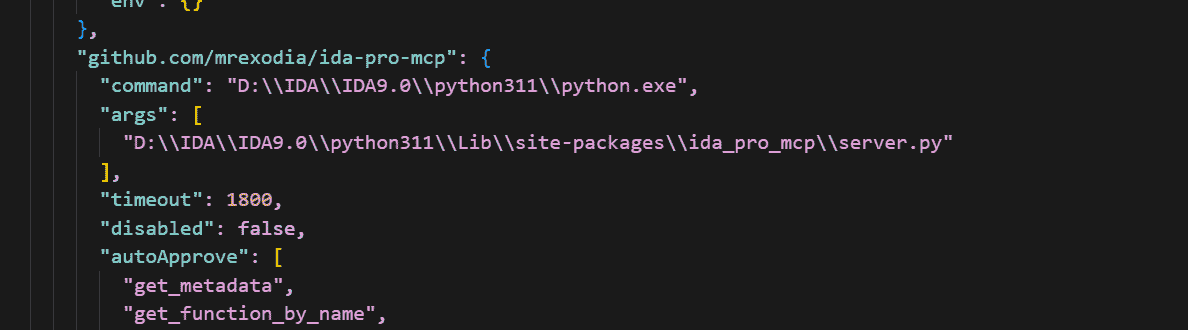 "env": {}
},
"github.com/mrexodia/ida-pro-mcp": {
"command": "D:\\IDA\\IDA9.0\\python311\\python.exe",
"args": [
"D:\\IDA\\IDA9.0\\python311\\Lib\\site-packages\\ida_pro_mcp\\server.py"
],
"timeout": 1800,
"disabled": false,
"autoApprove": [
"get_metadata",
"get_function_by_name",